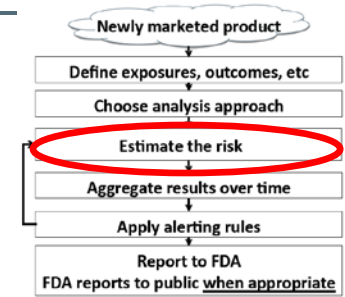 Newly marketed product
Define exposures, outcomes, etc
Choose analysis approach
Estimate the risk
Aggregate results over time
Apply alerting rules
Report to FDA
FDA reports to public when appropriate